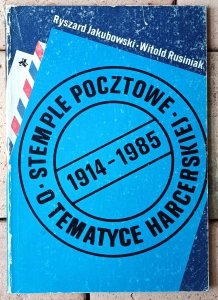 Ryszard Jakubowski · Witold Rusiniak
STEMPLE POCZTOWE ·
1914-1985
O TEMATYCE HARCERSKIEJ ·